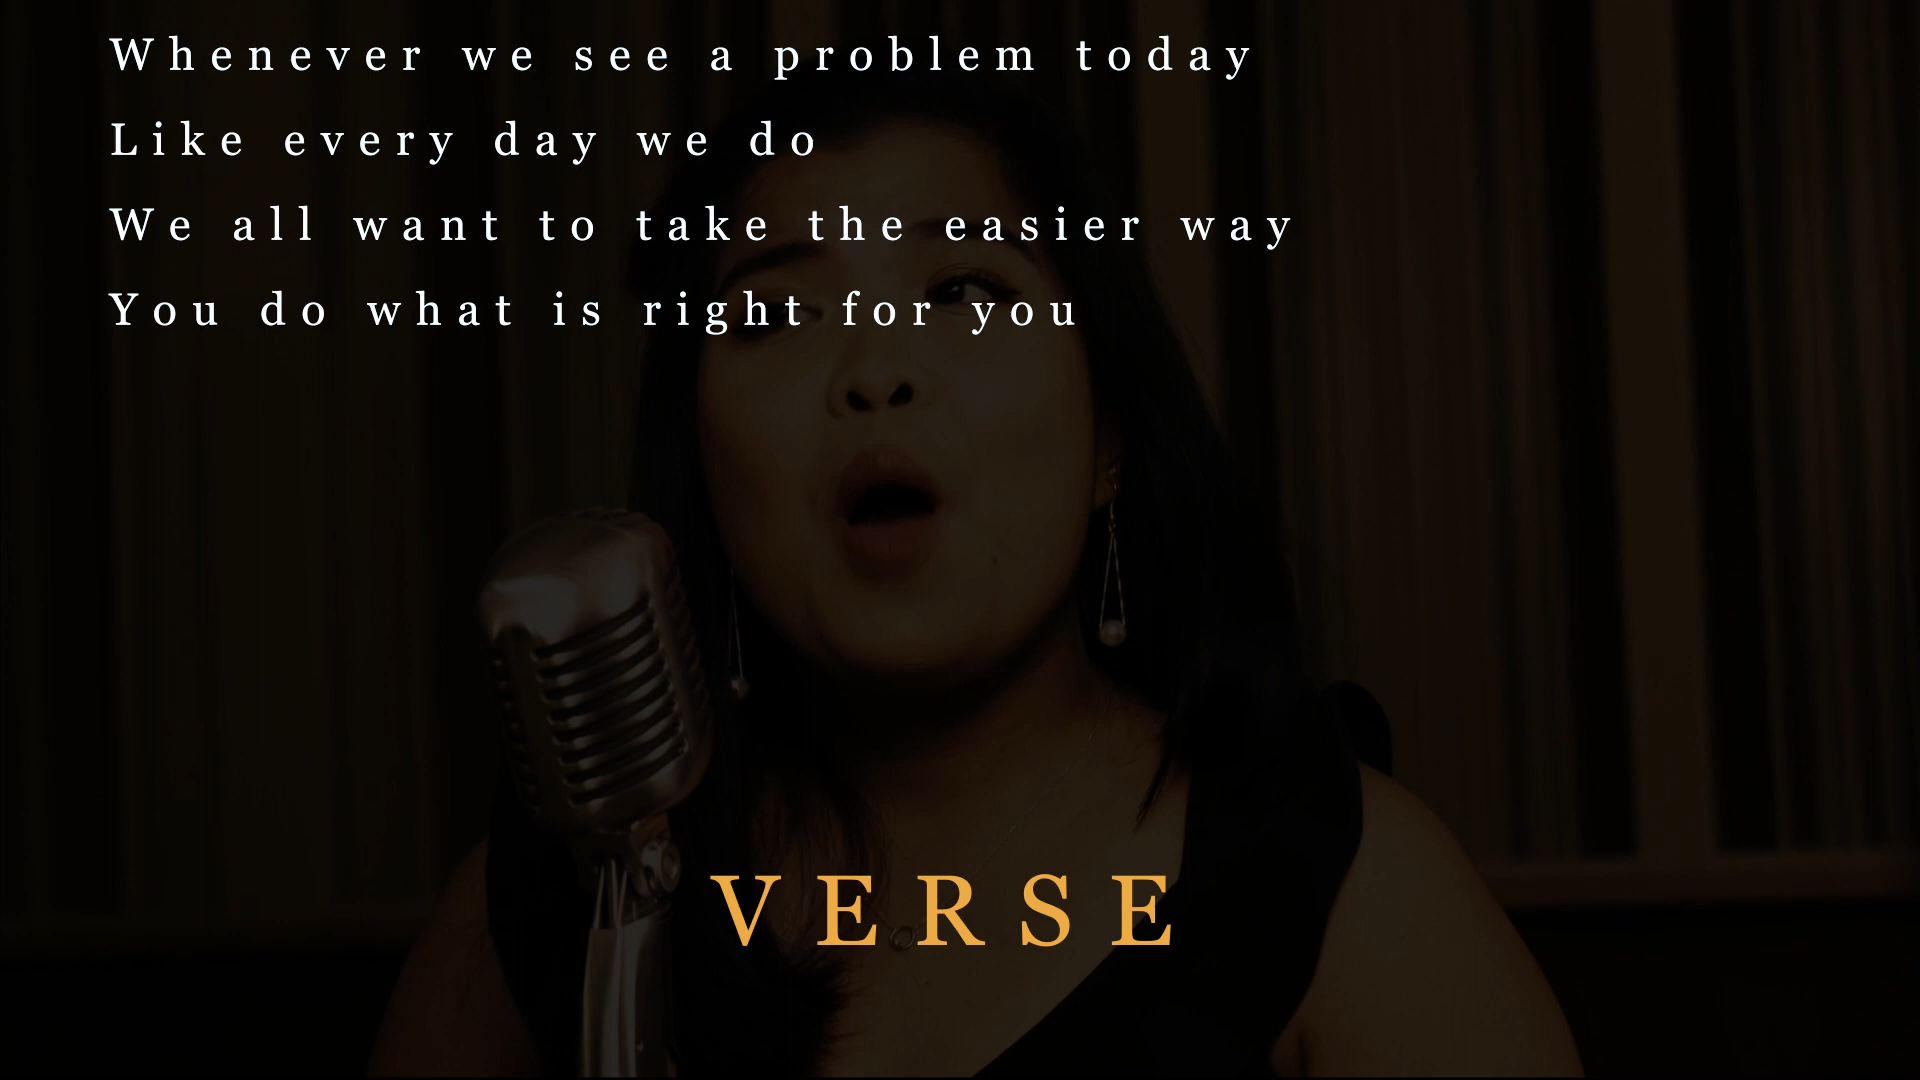 Whenever we see a problem today
Like every day we do
We all want to take the easier way
You do what is right for you
VERSE